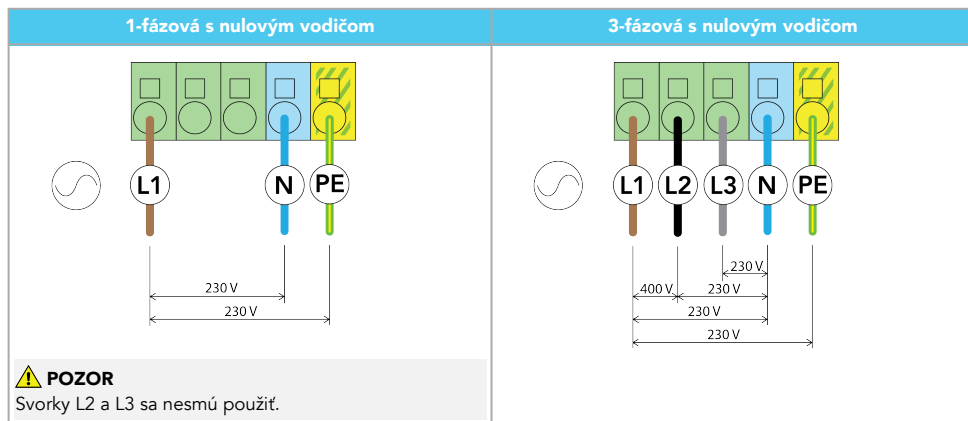 1-fázová s nulovým vodičom
3-fázová s nulovým vodičom
L1 N PE
230 V
230 V
⚠ POZOR
Svorky L2 a L3 sa nesmú použiť.
L1 L2 L3 N PE
230 V
400 V 230 V
230 V
230 V